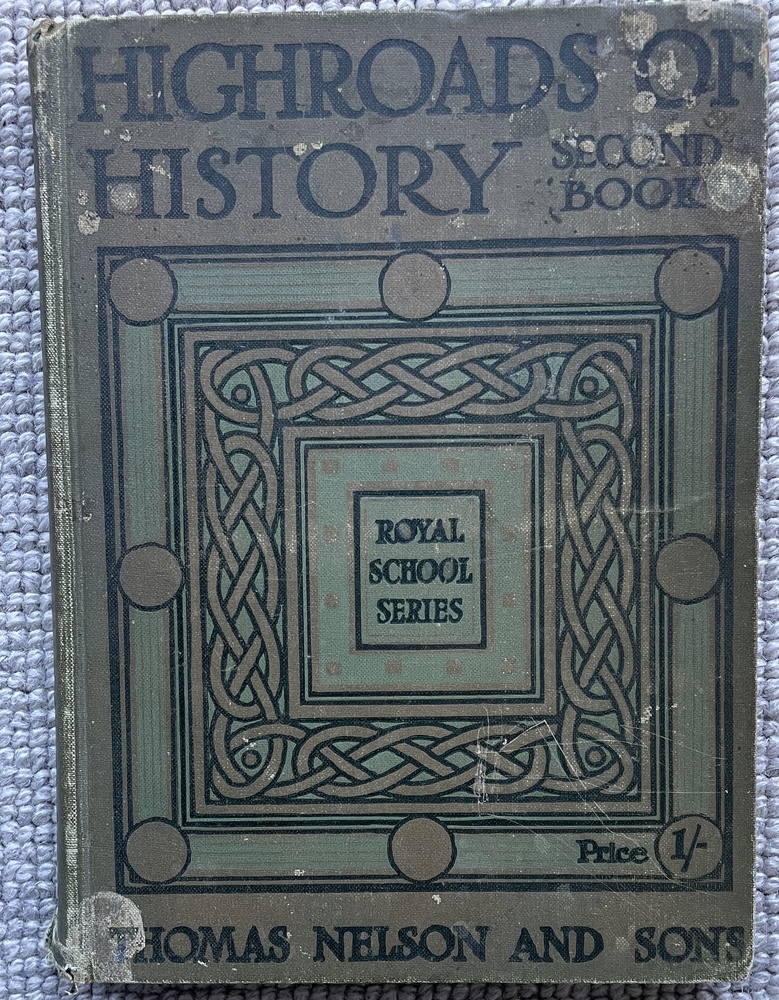 HIGHROADS OF
HISTORY SECOND
BOOK
ROYAL
SCHOOL
SERIES
Price 1/-
THOMAS NELSON AND SONS